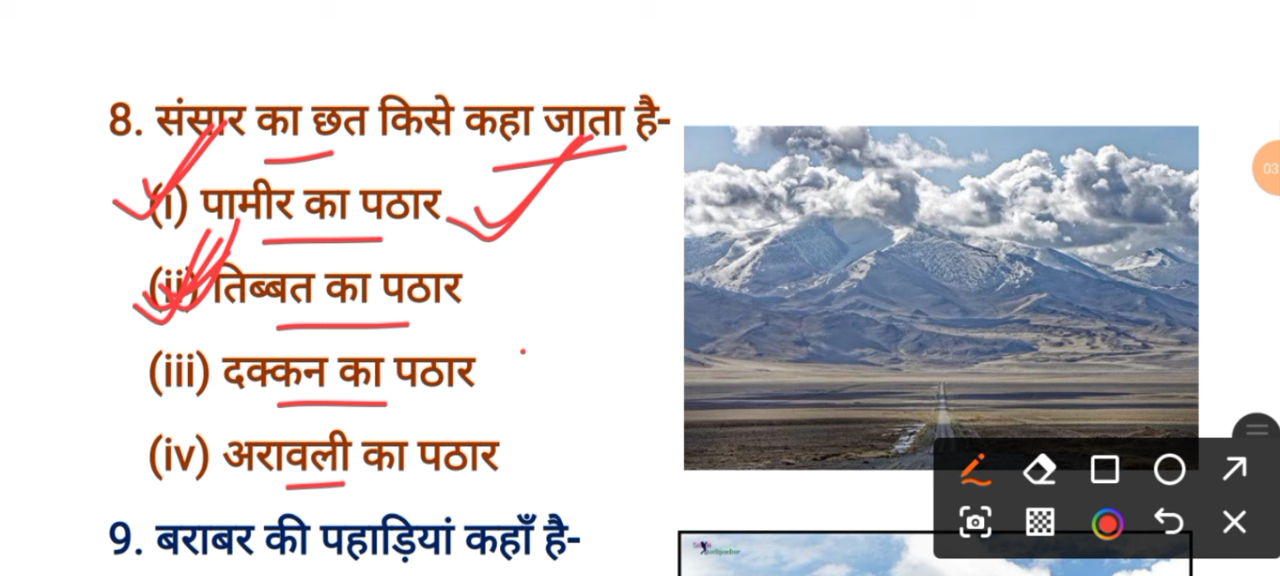 8. संसार का छत किसे कहा जाता है-
(i) पामीर का पठार
(ii) तिब्बत का पठार
(iii) दक्कन का पठार
(iv) अरावली का पठार
9. बराबर की पहाड़ियां कहाँ है-
03